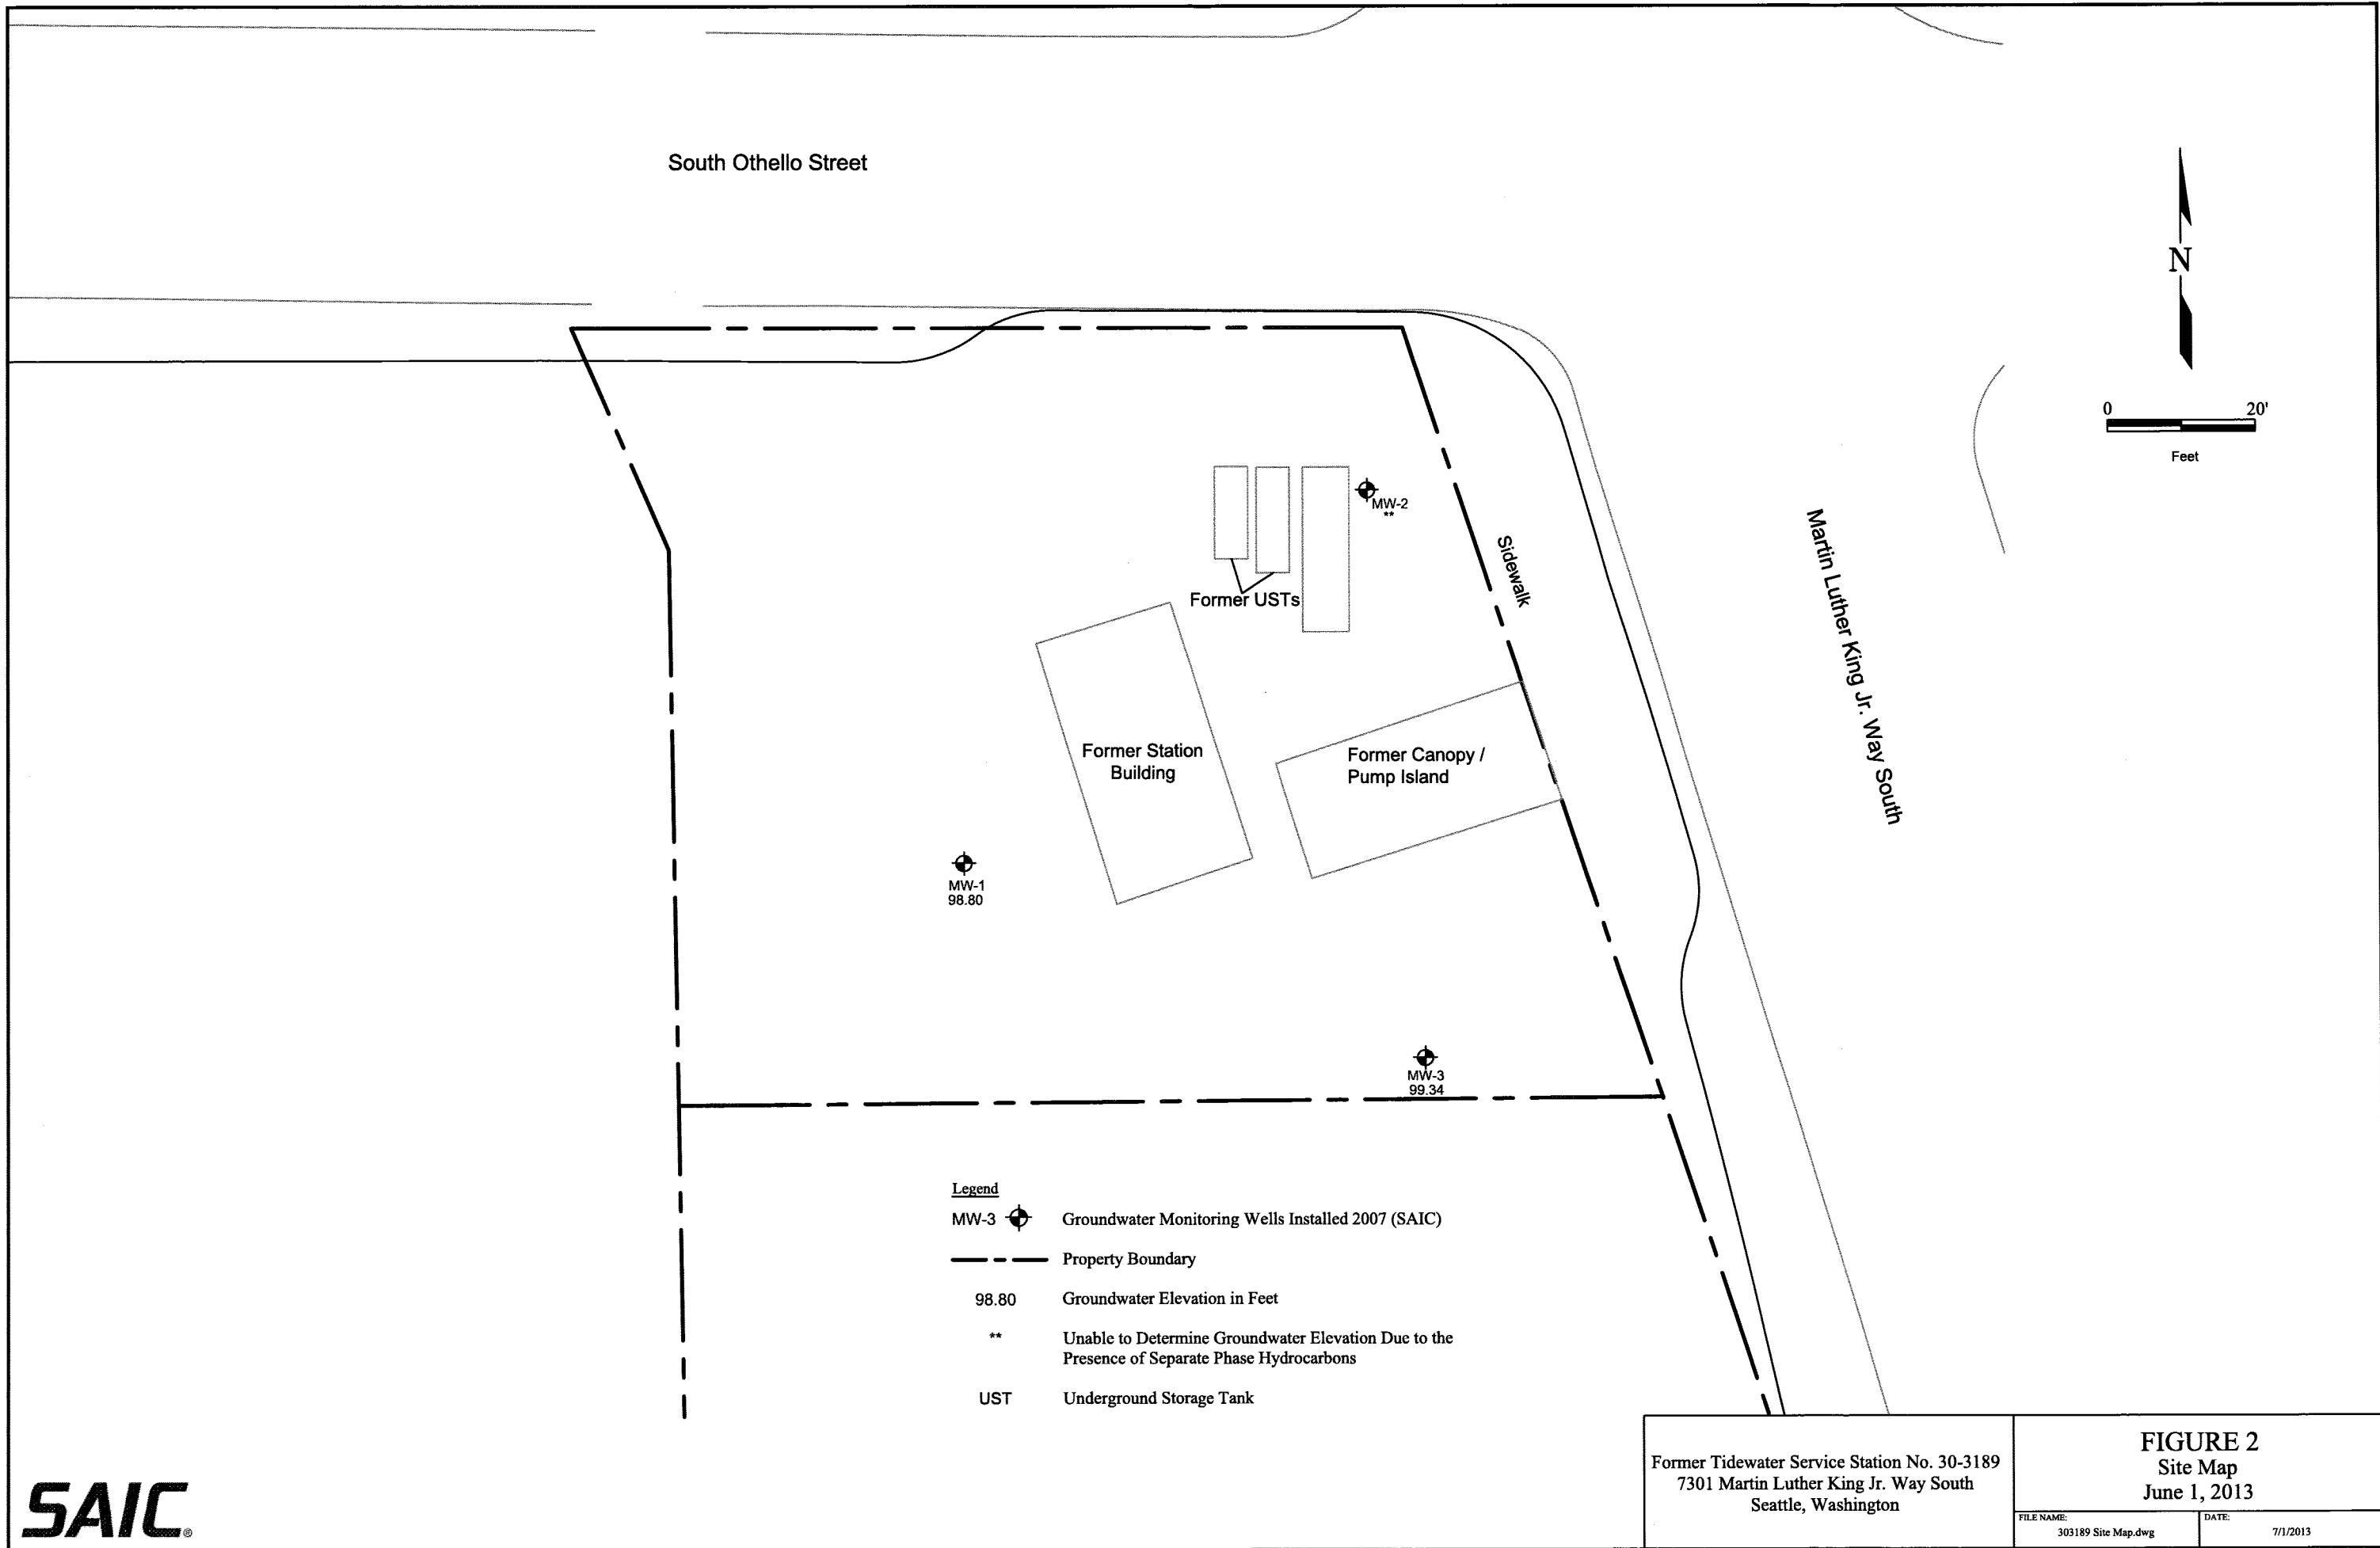 South Othello Street
N
0 20'
Feet
MW-2
**
Sidewalk
Martin Luther King Jr. Way South
Former USTs
Former Station
Building
Former Canopy /
Pump Island
MW-1
98.80
MW-3
99.34
Legend
MW-3 Groundwater Monitoring Wells Installed 2007 (SAIC)
Property Boundary
98.80 Groundwater Elevation in Feet
** Unable to Determine Groundwater Elevation Due to the
Presence of Separate Phase Hydrocarbons
UST Underground Storage Tank
SAIC®
Former Tidewater Service Station No. 30-3189
7301 Martin Luther King Jr. Way South
Seattle, Washington
FIGURE 2
Site Map
June 1, 2013
FILE NAME:
303189 Site Map.dwg
DATE:
7/1/2013